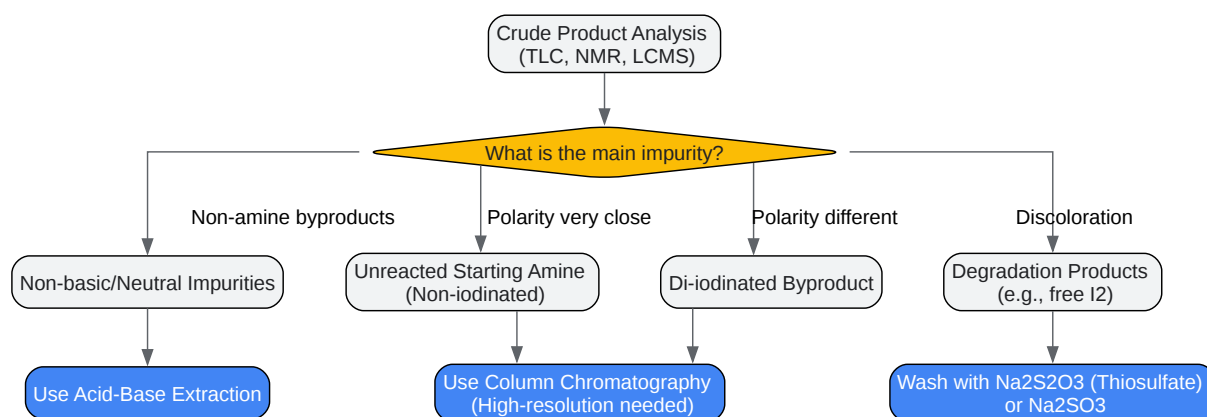 Crude Product Analysis
(TLC, NMR, LCMS)
What is the main impurity?
Non-amine byproducts
Polarity very close
Polarity different
Discoloration
Non-basic/Neutral Impurities
Unreacted Starting Amine
(Non-iodinated)
Di-iodinated Byproduct
Degradation Products
(e.g., free I2)
Use Acid-Base Extraction
Use Column Chromatography
(High-resolution needed)
Wash with Na2S2O3 (Thiosulfate)
or Na2SO3